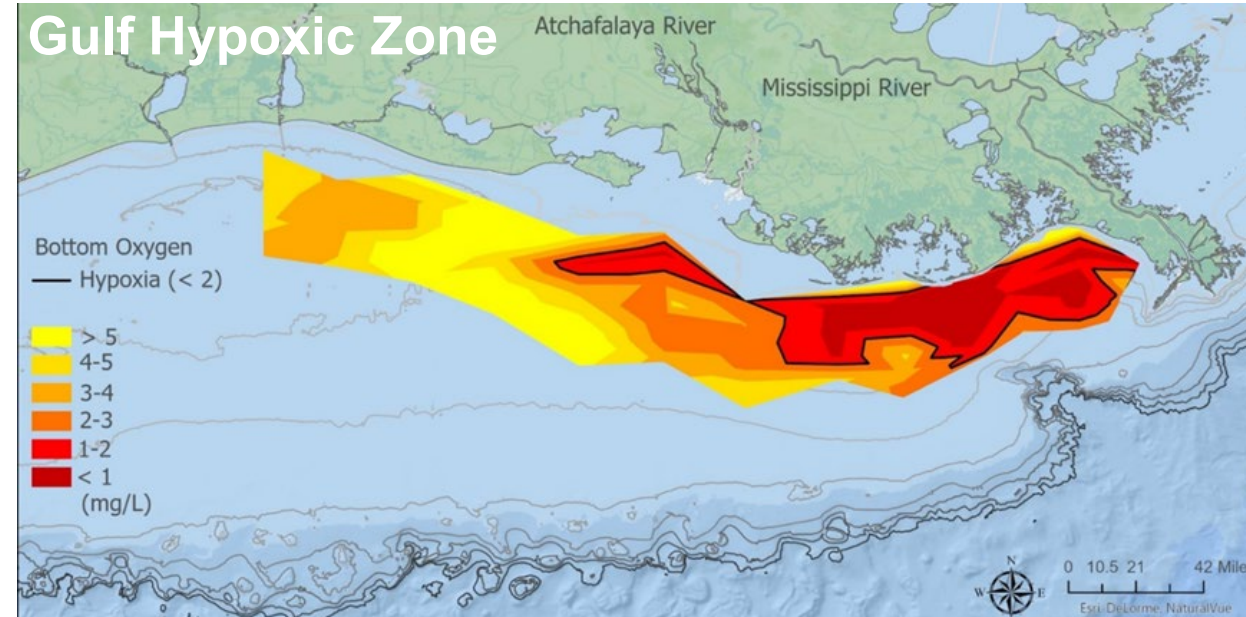 Gulf Hypoxic Zone
Atchafalaya River
Mississippi River
Bottom Oxygen
Hypoxia (< 2)
> 5
4-5
3-4
2-3
1-2
< 1
(mg/L)
N
W E
S
0 10.5 21 42 Mile
Esri, DeLorme, NaturalVue